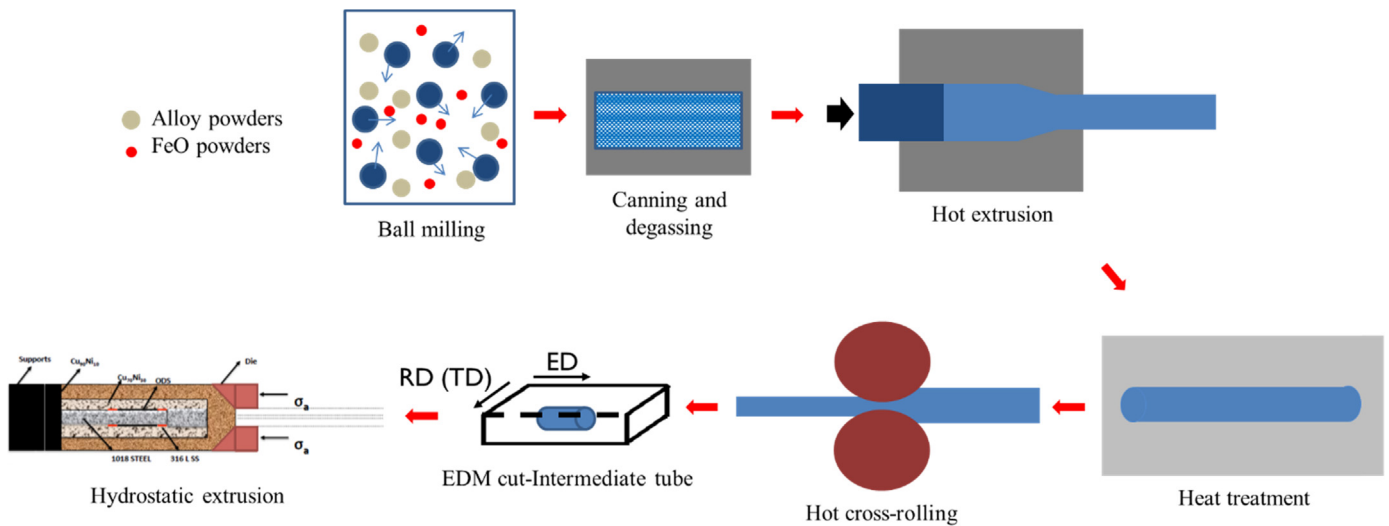 Alloy powders
FeO powders
Ball milling
Canning and
degassing
Hot extrusion
Supports
Cu₉₀Ni₁₀
Cu₇₀Ni₃₀
ODS
Die
σₐ
σₐ
1018 STEEL
316 L SS
Hydrostatic extrusion
RD (TD)
ED
EDM cut-Intermediate tube
Hot cross-rolling
Heat treatment